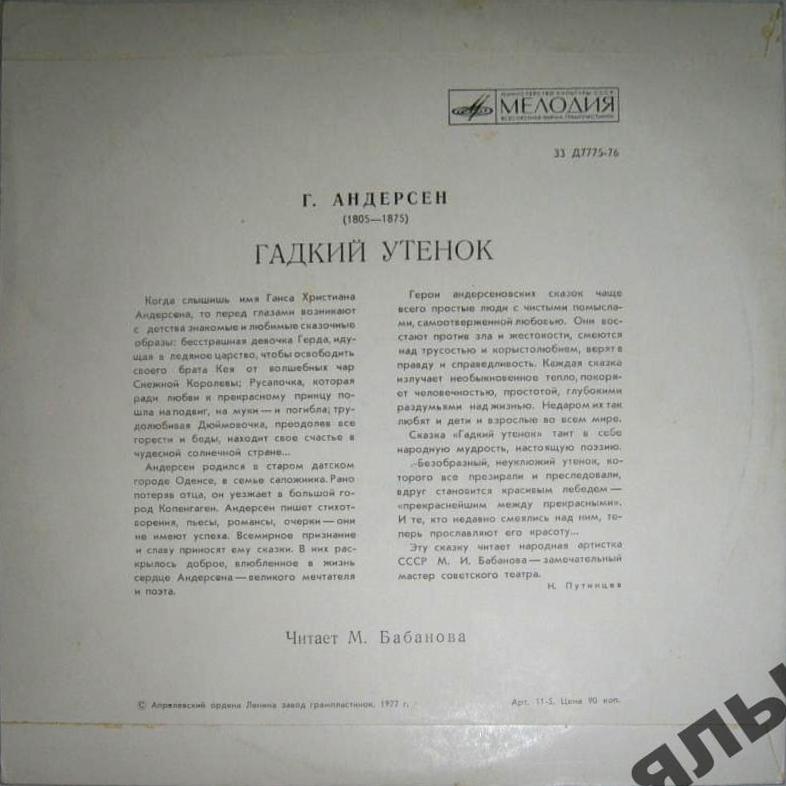 МИНИСТЕРСТВО КУЛЬТУРЫ СССР
МЕЛОДИЯ
ВСЕСОЮЗНАЯ ФИРМА ГРАМПЛАСТИНОК
33 Д7775-76
Г. АНДЕРСЕН
(1805—1875)
ГАДКИЙ УТЕНОК
Когда слышишь имя Ганса Христиана
Андерсена, то перед глазами возникают
с детства знакомые и любимые сказочные
образы: бесстрашная девочка Герда, иду-
щая в ледяное царство, чтобы освободить
своего брата Кея от волшебных чар
Снежной Королевы; Русалочка, которая
ради любви к прекрасному принцу по-
шла на подвиг, на муки — и погибла; тру-
долюбивая Дюймовочка, преодолев все
горести и беды, находит свое счастье в
чудесной солнечной стране...
Андерсен родился в старом датском
городе Оденсе, в семье сапожника. Рано
потеряв отца, он уезжает в большой го-
род Копенгаген. Андерсен пишет стихот-
ворения, пьесы, романсы, очерки — они
не имеют успеха. Всемирное признание
и славу приносят ему сказки. В них рас-
крылось доброе, влюбленное в жизнь
сердце Андерсена — великого мечтателя
и поэта.
Герои андерсеновских сказок чаще
всего простые люди с чистыми помысла-
ми, самоотверженной любовью. Они вос-
стают против зла и жестокости, смеются
над трусостью и корыстолюбием, верят в
правду и справедливость. Каждая сказка
излучает необыкновенное тепло, покоря-
ет человечностью, простотой, глубокими
раздумьями над жизнью. Недаром их так
любят и дети и взрослые во всем мире.
Сказка «Гадкий утенок» таит в себе
народную мудрость, настоящую поэзию.
.-Безобразный, неуклюжий утенок, ко-
торого все презирали и преследовали,
вдруг становится красивым лебедем —
«прекраснейшим между прекрасными».
И те, кто недавно смеялись над ним, те-
перь прославляют его красоту...
Эту сказку читает народная артистка
СССР М. И. Бабанова — замечательный
мастер советского театра.
Н. Путинцев
Читает М. Бабанова
© Апрелевский ордена Ленина завод грампластинок, 1977 г.
Арт. 11-5. Цена 90 коп.
ЯЛЫ